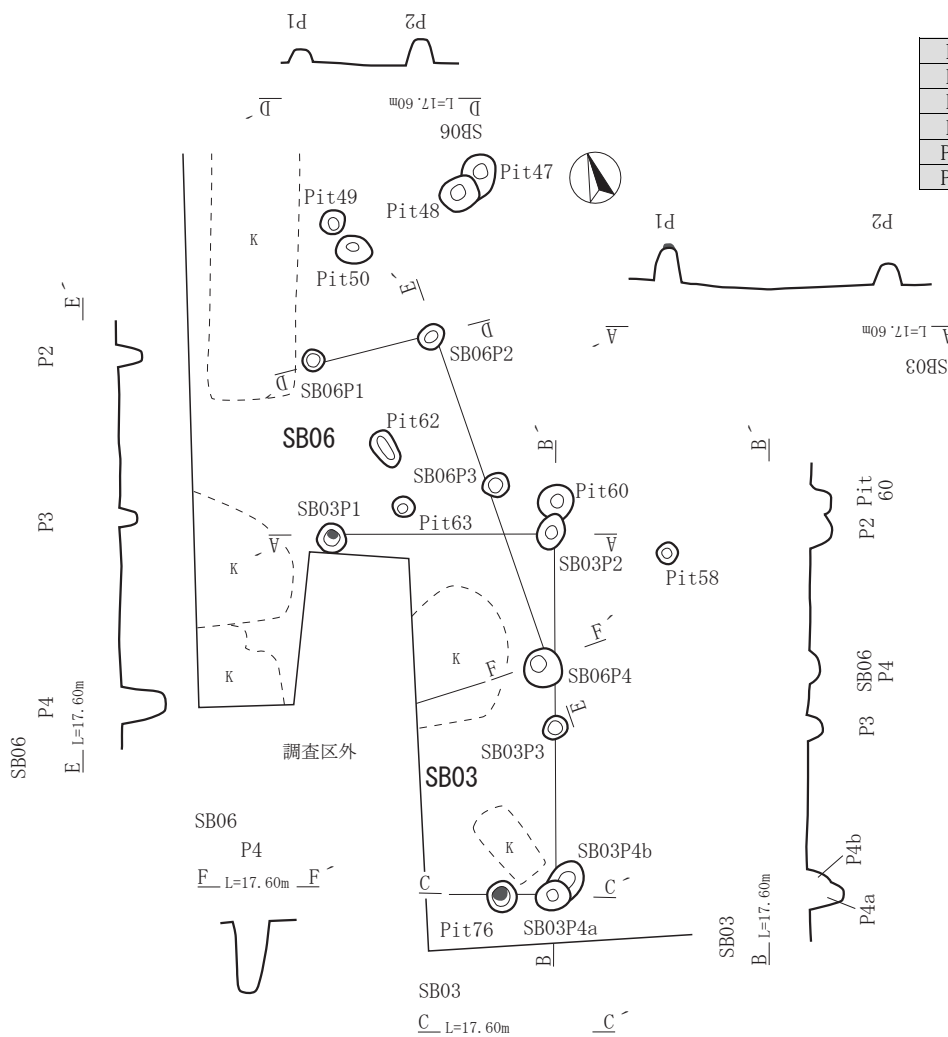 P1
P2
D
D´
L=17.60m
SB06
Pit47
Pit48
Pit49
Pit50
K
P1
P2
E´
E´
D´
A´
A
L=17.60m
SB03
P2
SB06P2
D
SB06P1
SB06
Pit62
B´
B´
SB06P3
Pit60
Pit
60
P2
P3
SB03P1
Pit63
A´
A
SB03P2
Pit58
K
K
K
F´
F
SB06P4
SB06
P4
P3
P4
E
SB03P3
SB06
E
L=17.60m
調査区外
SB03
SB06
P4
F
L=17.60m
F´
K
SB03P4b
P4b
P4a
C
C´
Pit76
SB03P4a
B
SB03
B
L=17.60m
SB03
C
L=17.60m
C´